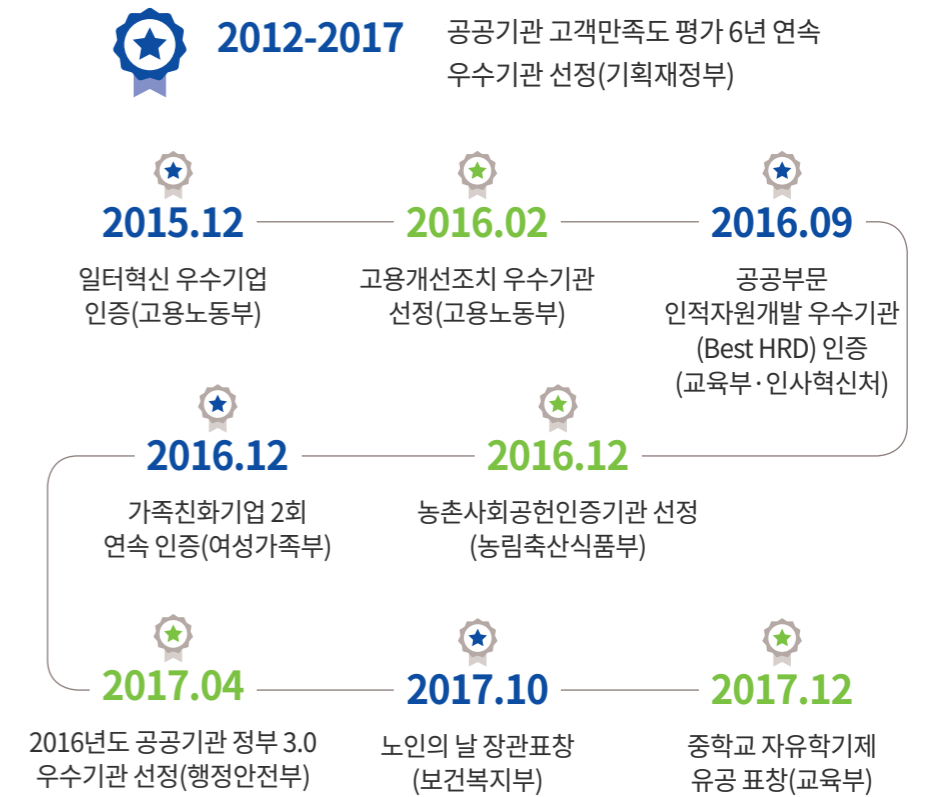 2012-2017
공공기관 고객만족도 평가 6년 연속
우수기관 선정(기획재정부)
2015.12
일터혁신 우수기업
인증(고용노동부)
2016.02
고용개선조치 우수기관
선정(고용노동부)
2016.09
공공부문
인적자원개발 우수기관
(Best HRD) 인증
(교육부·인사혁신처)
2016.12
농촌사회공헌인증기관 선정
(농림축산식품부)
2016.12
가족친화기업 2회
연속 인증(여성가족부)
2017.04
2016년도 공공기관 정부 3.0
우수기관 선정(행정안전부)
2017.10
노인의 날 장관표창
(보건복지부)
2017.12
중학교 자유학기제
유공 표창(교육부)